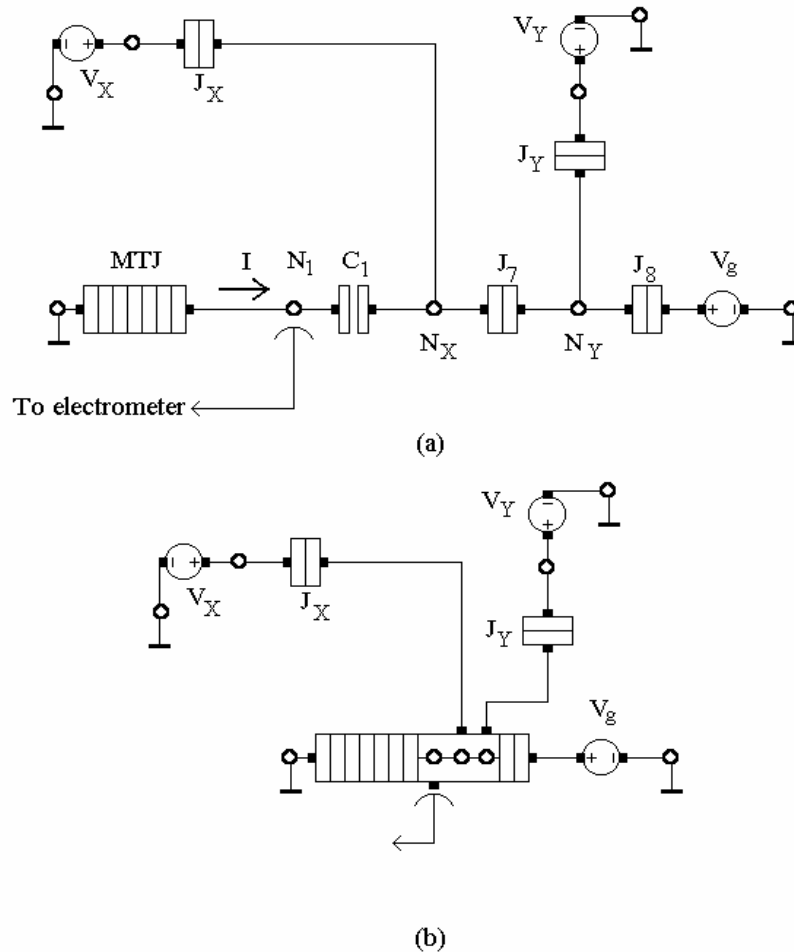 V_Y
V_X
J_X
J_Y
MTJ
I
N_1
C_1
J_7
J_8
V_g
N_X
N_Y
To electrometer
(a)
V_Y
V_X
J_X
J_Y
V_g
(b)